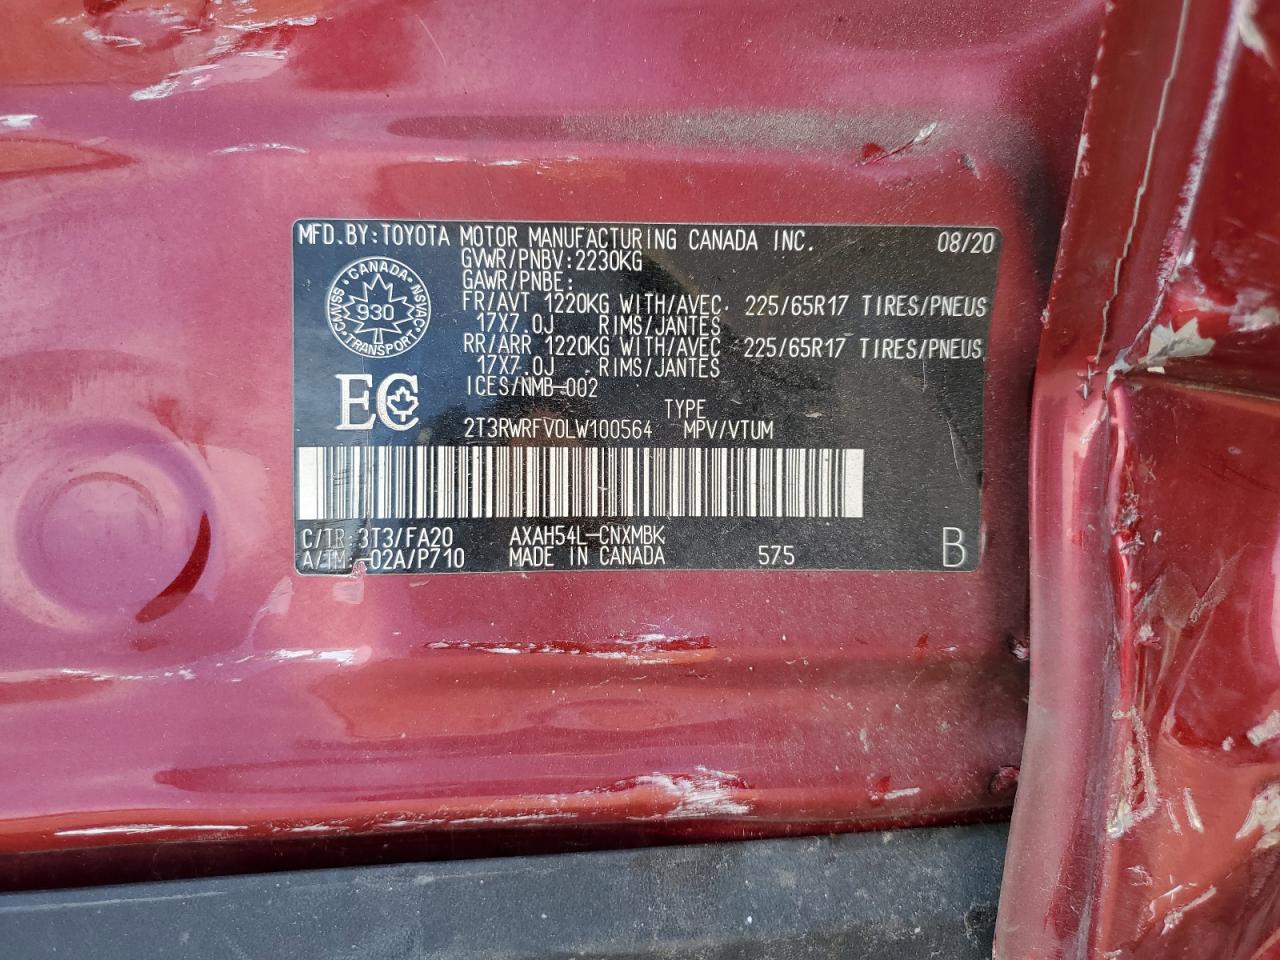 MFD.BY:TOYOTA MOTOR MANUFACTURING CANADA INC. 08/20
GVWR/PNBV:2230KG
GAWR/PNBE:
FR/AVT 1220KG WITH/AVEC 225/65R17 TIRES/PNEUS
17X7.0J RIMS/JANTES
RR/ARR 1220KG WITH/AVEC 225/65R17 TIRES/PNEUS
17X7.0J RIMS/JANTES
ICES/NMB-002
CANADA
930
CMVSS NSVAC
TRANSPORT
EC
TYPE
2T3RWRFV0LW100564 MPV/VTUM
C/TR:3T3/FA20 AXAH54L-CNXMBK
A/TM:-02A/P710 MADE IN CANADA 575 B